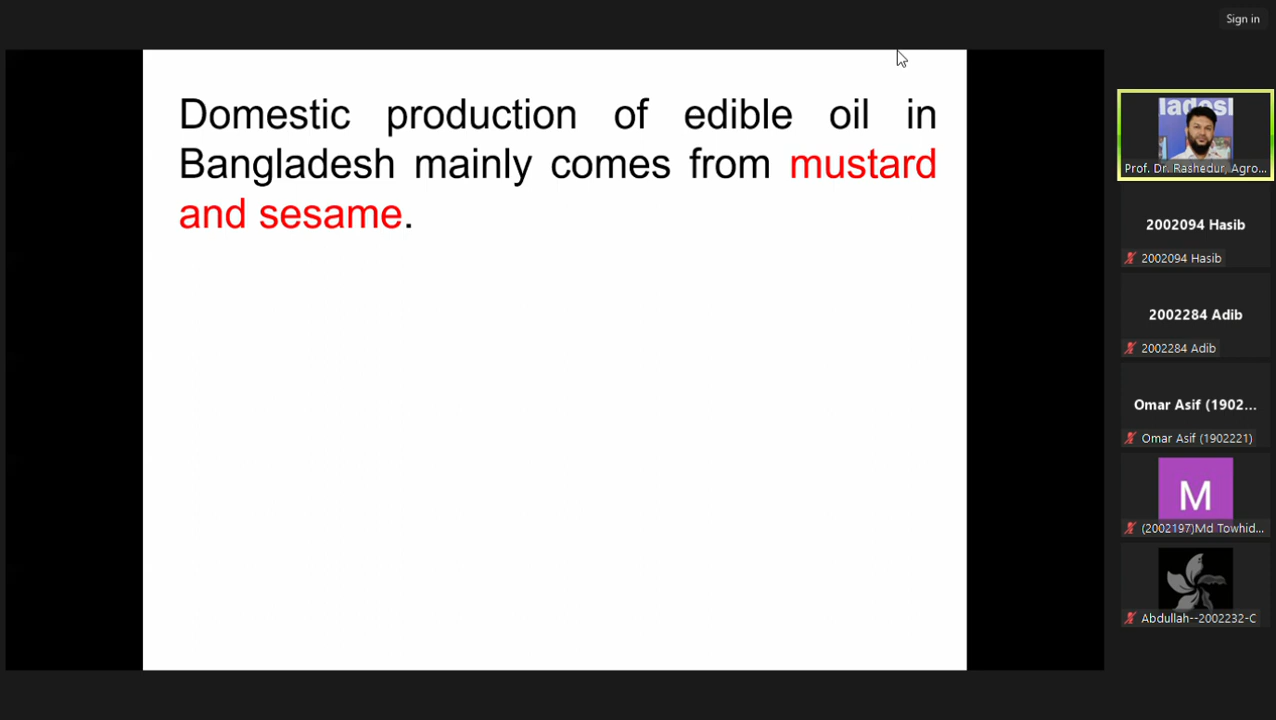 Sign in
Domestic production of edible oil in
Bangladesh mainly comes from mustard
and sesame.
ladesl
Prof. Dr. Rashedur, Agro...
2002094 Hasib
2002094 Hasib
2002284 Adib
2002284 Adib
Omar Asif (1902...
Omar Asif (1902221)
M
(2002197)Md Towhid...
Abdullah--2002232-C